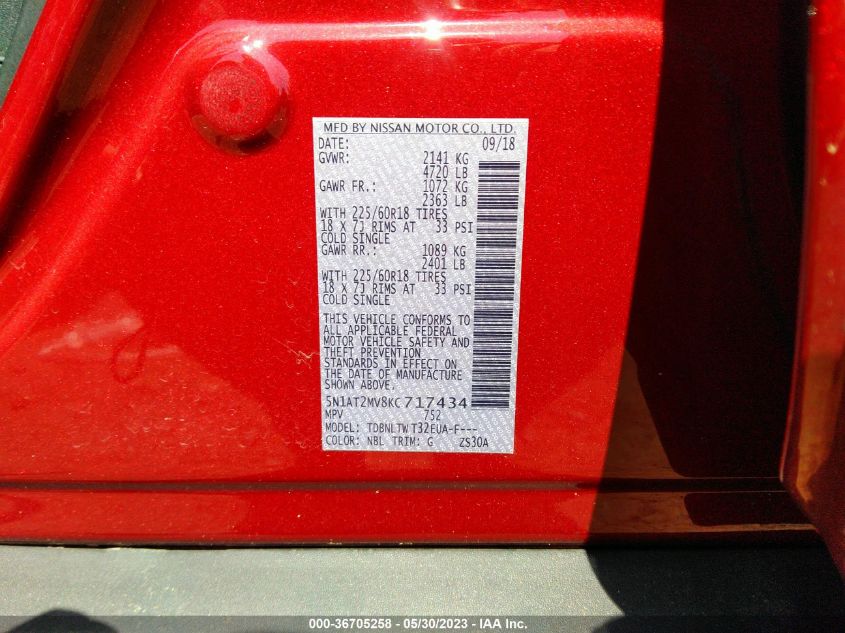 MFD BY NISSAN MOTOR CO., LTD.
DATE: 09/18
GVWR: 2141 KG
4720 LB
GAWR FR.: 1072 KG
2363 LB
WITH 225/60R18 TIRES
18 X 7J RIMS AT 33 PSI
COLD SINGLE
GAWR RR.: 1089 KG
2401 LB
WITH 225/60R18 TIRES
18 X 7J RIMS AT 33 PSI
COLD SINGLE
THIS VEHICLE CONFORMS TO
ALL APPLICABLE FEDERAL
MOTOR VEHICLE SAFETY AND
THEFT PREVENTION
STANDARDS IN EFFECT ON
THE DATE OF MANUFACTURE
SHOWN ABOVE.
5N1AT2MV8KC717434
MPV 752
MODEL: TDBNLTWT32EUA-F---
COLOR: NBL TRIM: G ZS30A
000-36705258 - 05/30/2023 - IAA Inc.